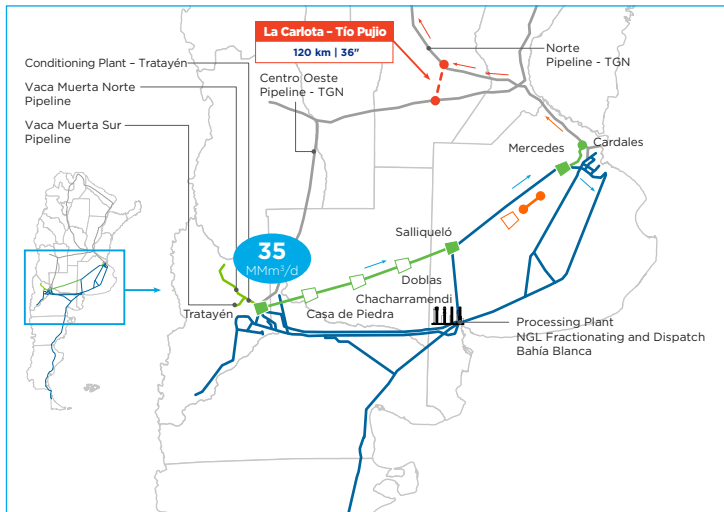 La Carlota – Tío Pujio
120 km | 36"
Conditioning Plant – Tratayén
Vaca Muerta Norte
Pipeline
Vaca Muerta Sur
Pipeline
Centro Oeste
Pipeline - TGN
Norte
Pipeline - TGN
Mercedes
Cardales
Salliqueló
35
MMm³/d
Doblas
Chacharramendi
Casa de Piedra
Tratayén
Processing Plant
NGL Fractionating and Dispatch
Bahía Blanca